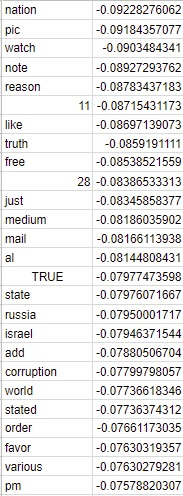 nation -0.09228276062
pic -0.09184357077
watch -0.0903484341
note -0.08927293762
reason -0.08783437183
11 -0.08715431173
like -0.08697139073
truth -0.0859191111
free -0.08538521559
28 -0.08386533313
just -0.08345858377
medium -0.08186035902
mail -0.08166113938
al -0.08144808431
TRUE -0.07977473598
state -0.07976071667
russia -0.07950001717
israel -0.07946371544
add -0.07880506704
corruption -0.07799798057
world -0.07736618346
stated -0.07736374312
order -0.07661173035
favor -0.07630319357
various -0.07630279281
pm -0.07578820307